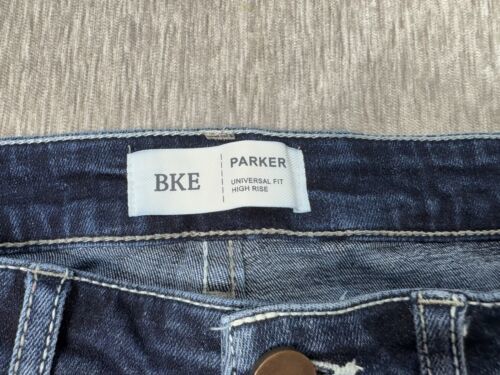 BKE
PARKER
UNIVERSAL FIT
HIGH RISE